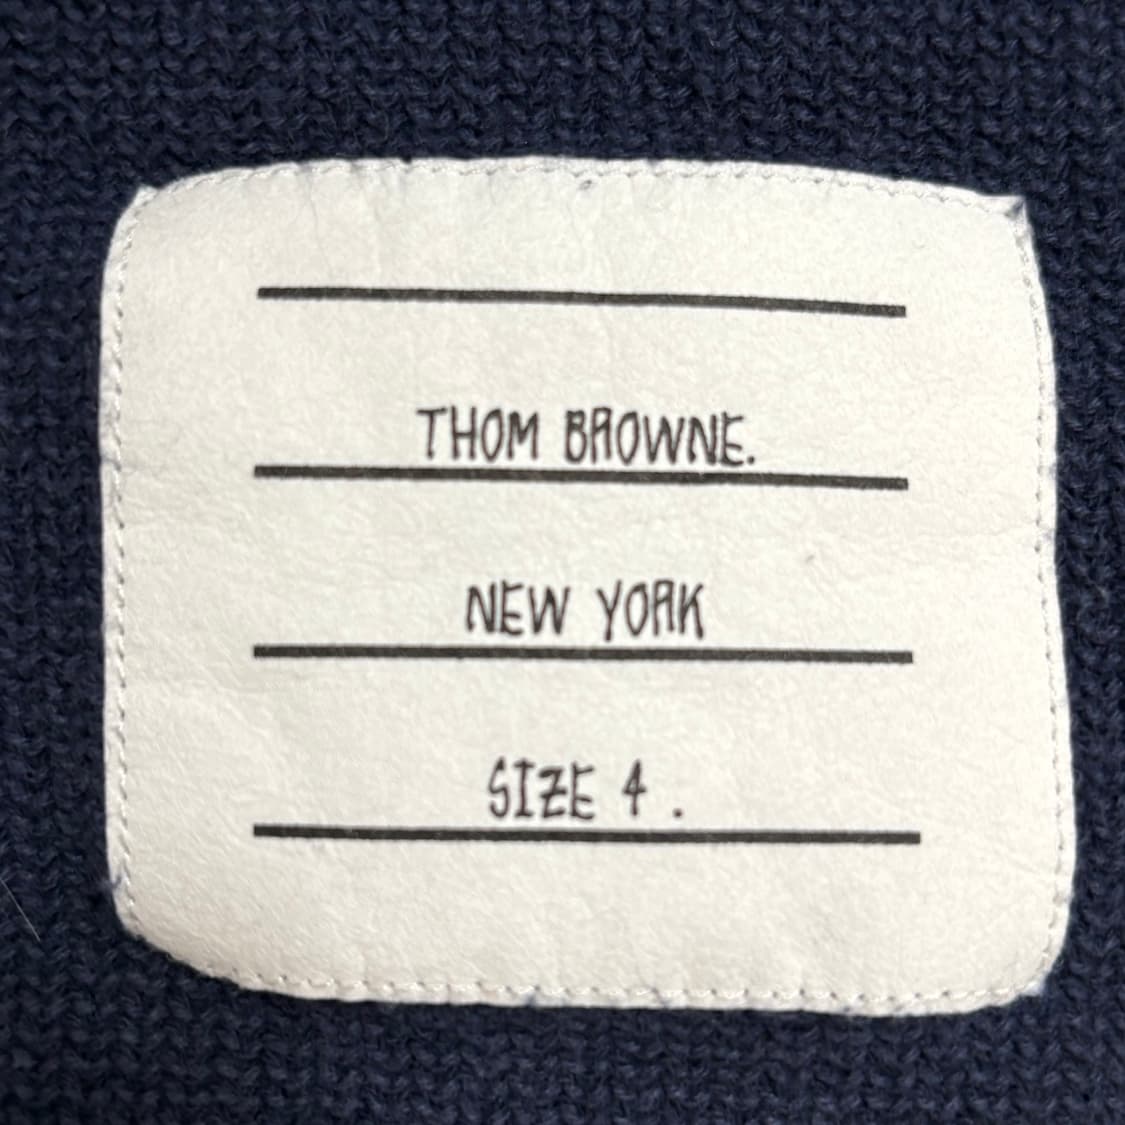 THOM BROWNE.
NEW YORK
SIZE 4 .